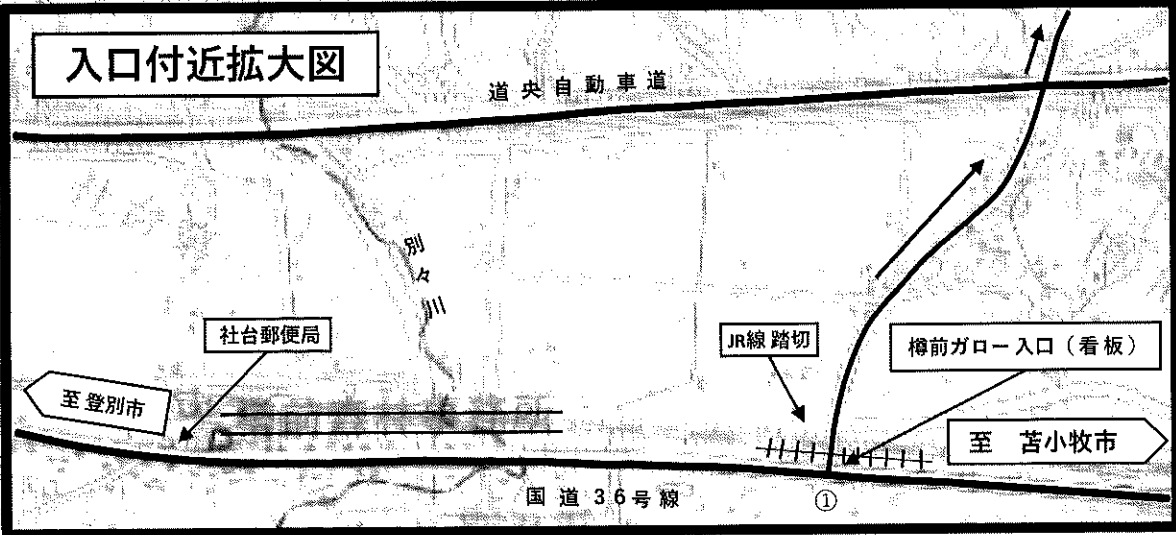 入口付近拡大図
道央自動車道
別々川
社台郵便局
JR線 踏切
樽前ガロー入口（看板）
至 登別市
至 苫小牧市
国道36号線
①